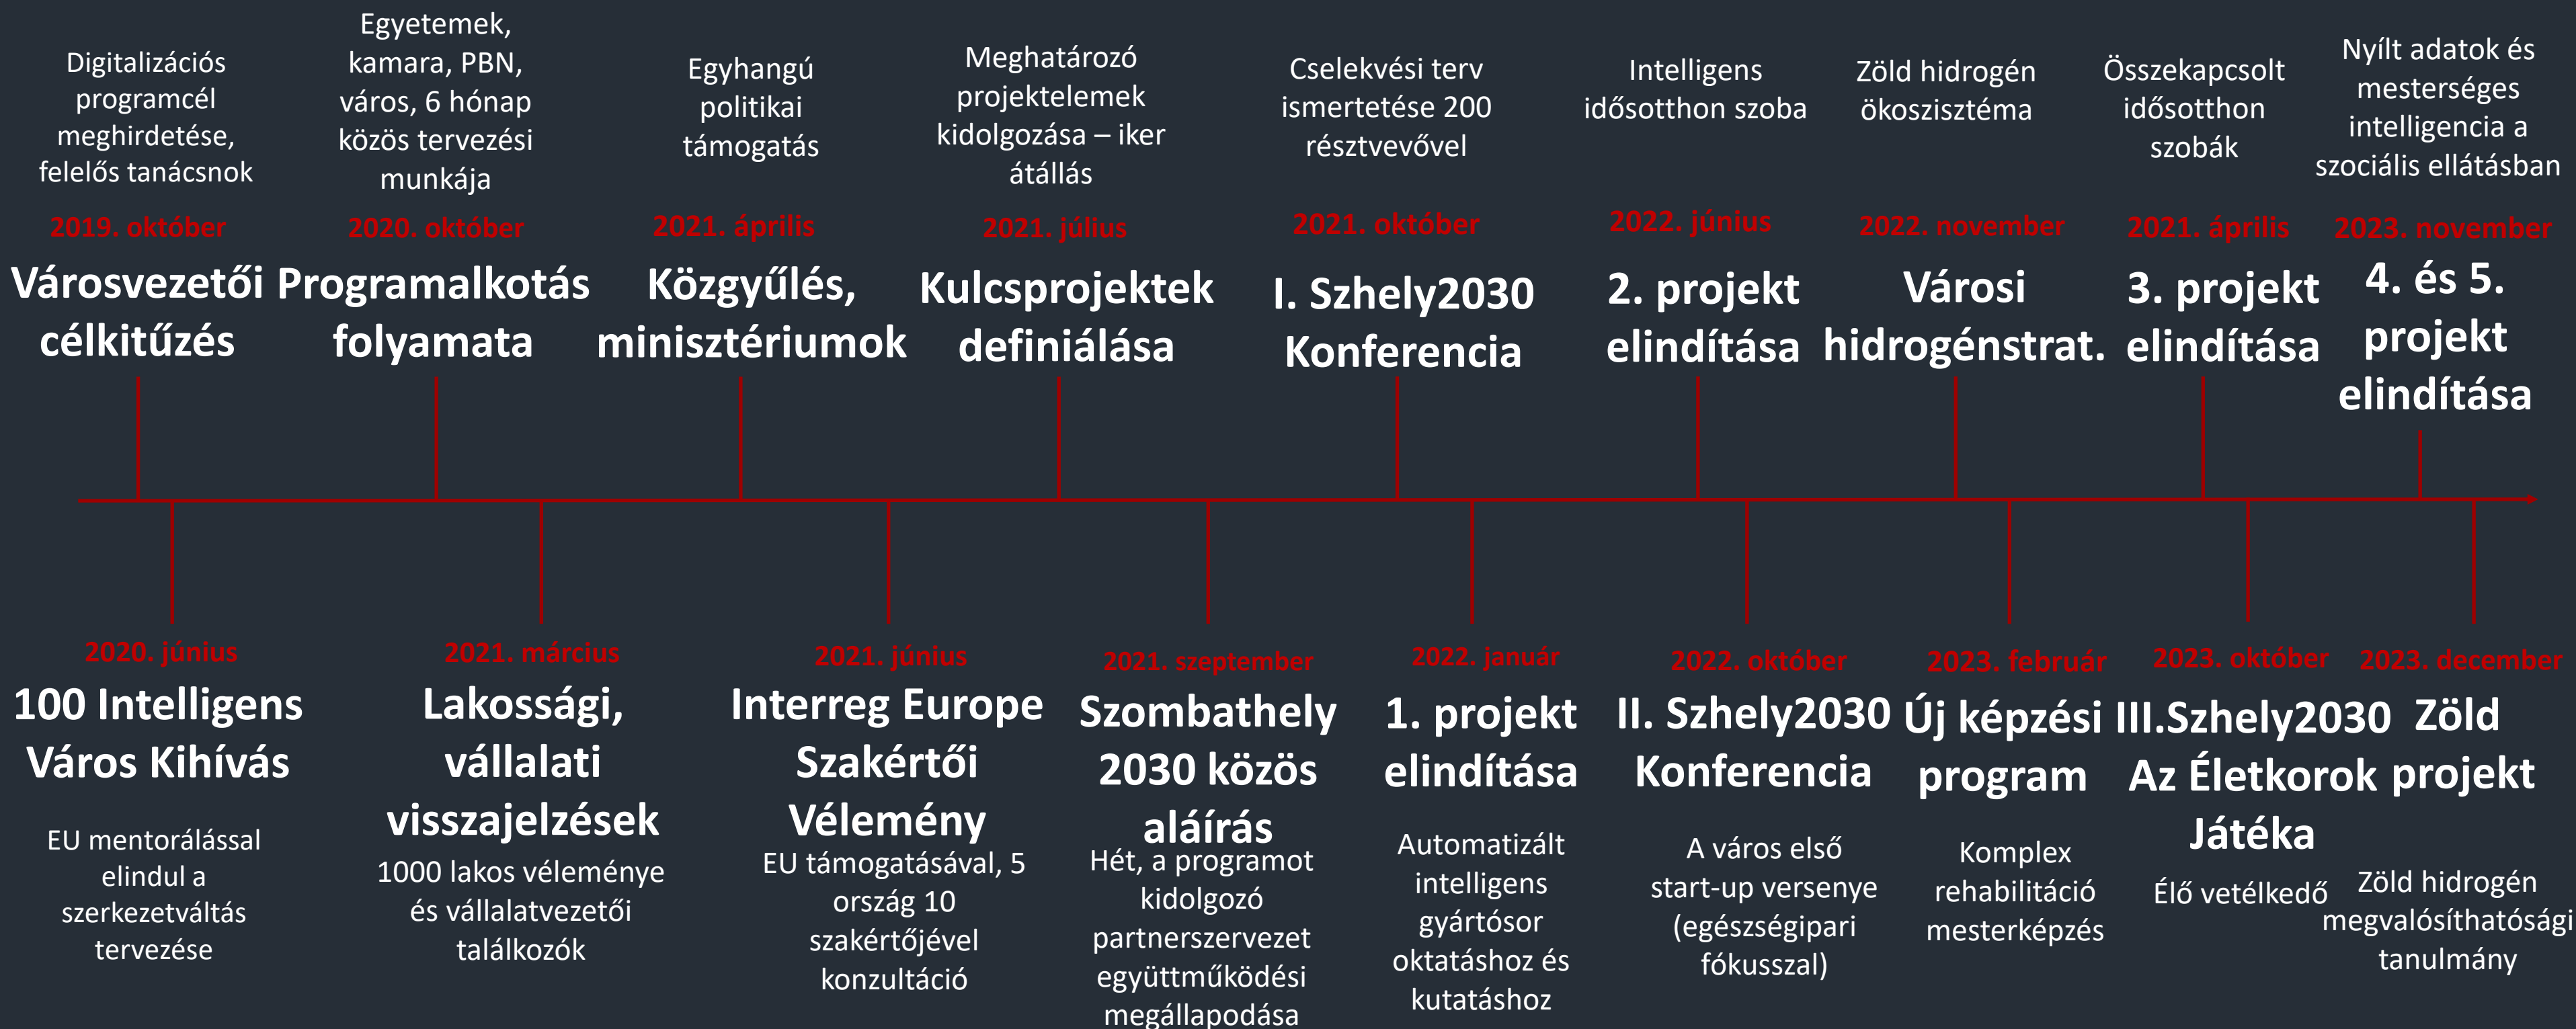 Digitalizációs
programcél
meghirdetése,
felelős tanácsnok
2019. október
Városvezetői
célkitűzés
Egyetemek,
kamara, PBN,
város, 6 hónap
közös tervezési
munkája
2020. október
Programalkotás
folyamata
Egyhangú
politikai
támogatás
2021. április
Közgyűlés,
minisztériumok
Meghatározó
projektelemek
kidolgozása – iker
átállás
2021. július
Kulcsprojektek
definiálása
Cselekvési terv
ismertetése 200
résztvevővel
2021. október
I. Szhely2030
Konferencia
Intelligens
idősotthon szoba
2022. június
2. projekt
elindítása
Zöld hidrogén
ökoszisztéma
2022. november
Városi
hidrogénstrat.
Összekapcsolt
idősotthon
szobák
2021. április
3. projekt
elindítása
Nyílt adatok és
mesterséges
intelligencia a
szociális ellátásban
2023. november
4. és 5.
projekt
elindítása
2020. június
100 Intelligens
Város Kihívás
EU mentorálással
elindul a
szerkezetváltás
tervezése
2021. március
Lakossági,
vállalati
visszajelzések
1000 lakos véleménye
és vállalatvezetői
találkozók
2021. június
Interreg Europe
Szakértői
Vélemény
EU támogatásával, 5
ország 10
szakértőjével
konzultáció
2021. szeptember
Szombathely
2030 közös
aláírás
Hét, a programot
kidolgozó
partnerszervezet
együttműködési
megállapodása
2022. január
1. projekt
elindítása
Automatizált
intelligens
gyártósor
oktatáshoz és
kutatáshoz
2022. október
II. Szhely2030
Konferencia
A város első
start-up versenye
(egészségipari
fókusszal)
2023. február
Új képzési
program
Komplex
rehabilitáció
mesterképzés
2023. október
III.Szhely2030
Az Életkorok
Játéka
Élő vetélkedő
2023. december
Zöld
projekt
Zöld hidrogén
megvalósíthatósági
tanulmány